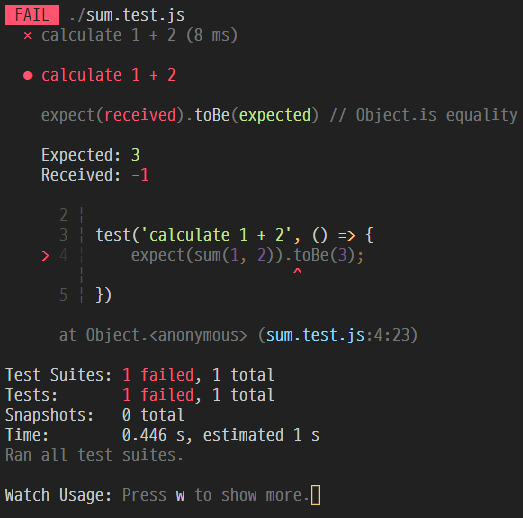 FAIL ./sum.test.js
× calculate 1 + 2 (8 ms)
● calculate 1 + 2
expect(received).toBe(expected) // Object.is equality
Expected: 3
Received: -1
2 ¦
3 ¦ test('calculate 1 + 2', () => {
> 4 ¦     expect(sum(1, 2)).toBe(3);
¦                       ^
5 ¦ })
at Object.<anonymous> (sum.test.js:4:23)
Test Suites: 1 failed, 1 total
Tests:       1 failed, 1 total
Snapshots:   0 total
Time:        0.446 s, estimated 1 s
Ran all test suites.
Watch Usage: Press w to show more.